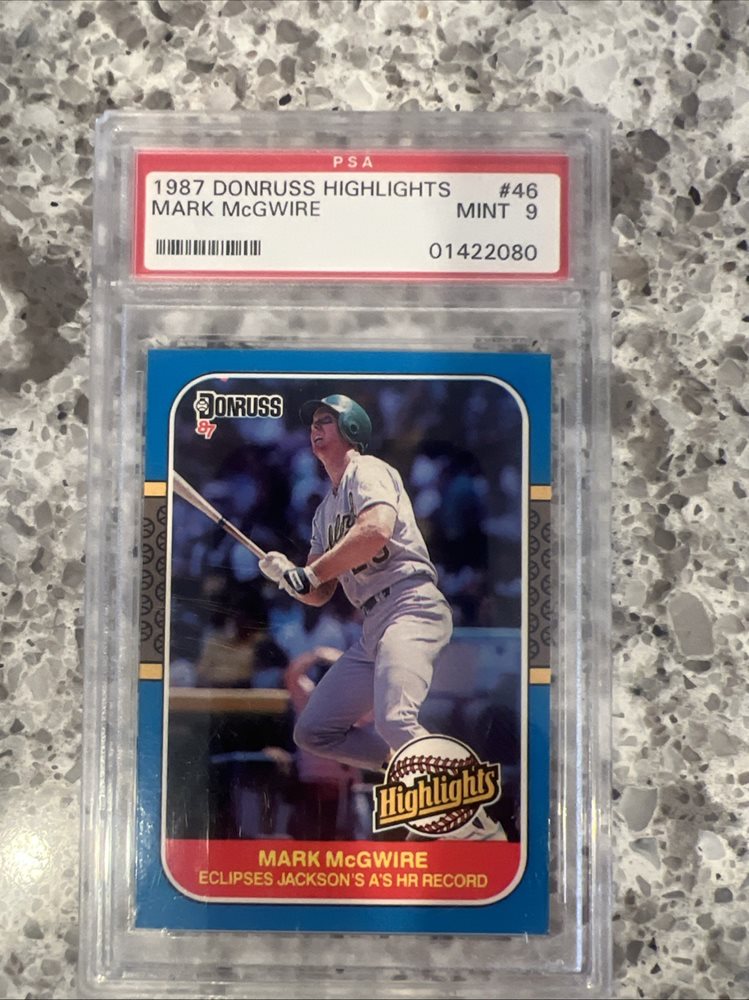 PSA
1987 DONRUSS HIGHLIGHTS #46
MARK McGWIRE MINT 9
01422080
DONRUSS
87
Highlights
MARK McGWIRE
ECLIPSES JACKSON'S A'S HR RECORD